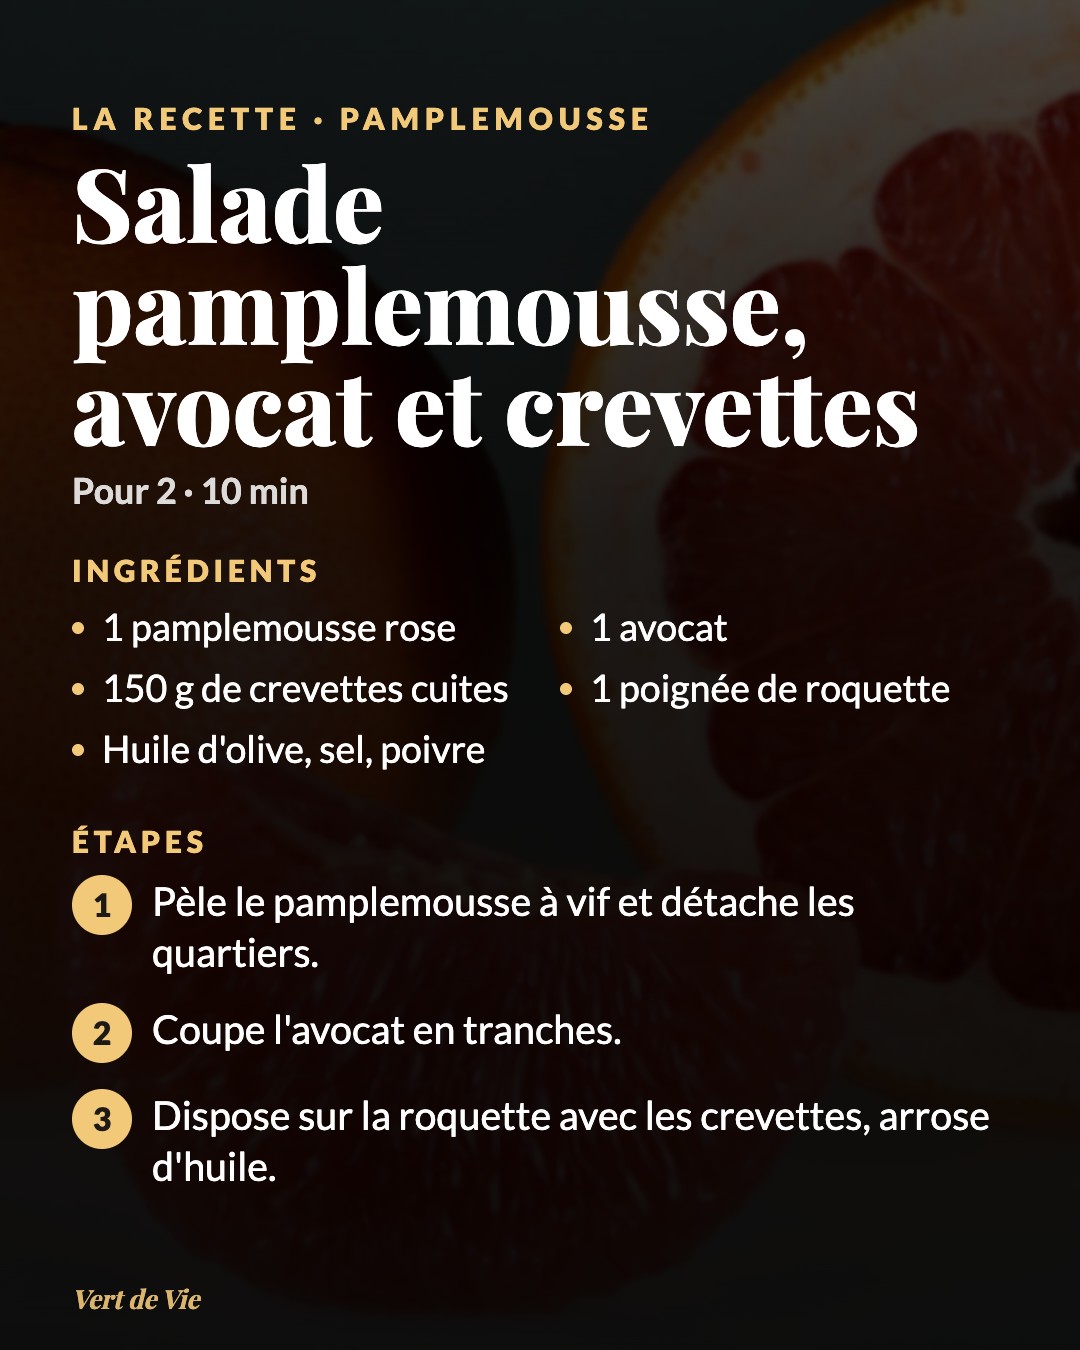 LA RECETTE · PAMPLEMOUSSE
Salade
pamplemousse,
avocat et crevettes
Pour 2 · 10 min
INGRÉDIENTS
• 1 pamplemousse rose
• 1 avocat
• 150 g de crevettes cuites
• 1 poignée de roquette
• Huile d'olive, sel, poivre
ÉTAPES
1 Pèle le pamplemousse à vif et détache les
quartiers.
2 Coupe l'avocat en tranches.
3 Dispose sur la roquette avec les crevettes, arrose
d'huile.
Vert de Vie